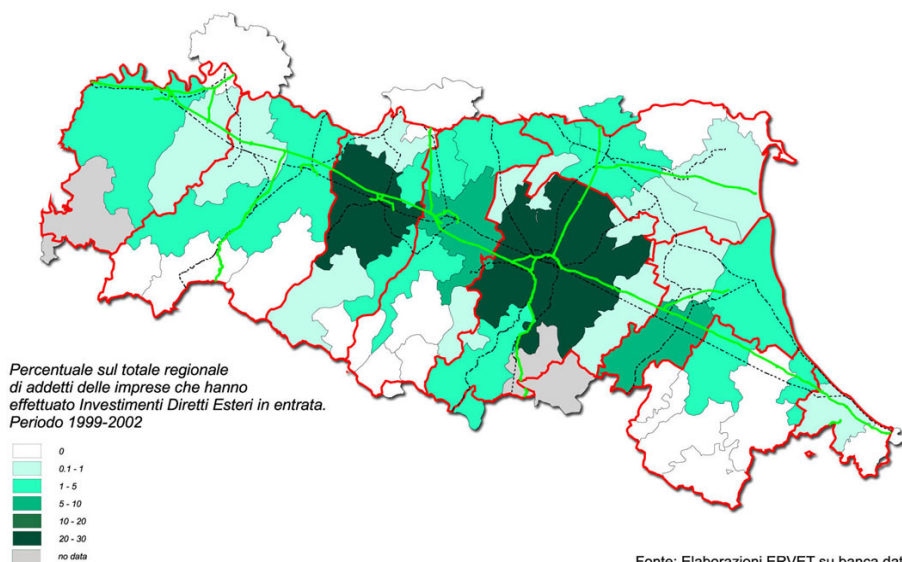 Percentuale sul totale regionale
di addetti delle imprese che hanno
effettuato Investimenti Diretti Esteri in entrata.
Periodo 1999-2002
0
0.1 - 1
1 - 5
5 - 10
10 - 20
20 - 30
no data
Fonte: Elaborazioni ERVET su banca dat